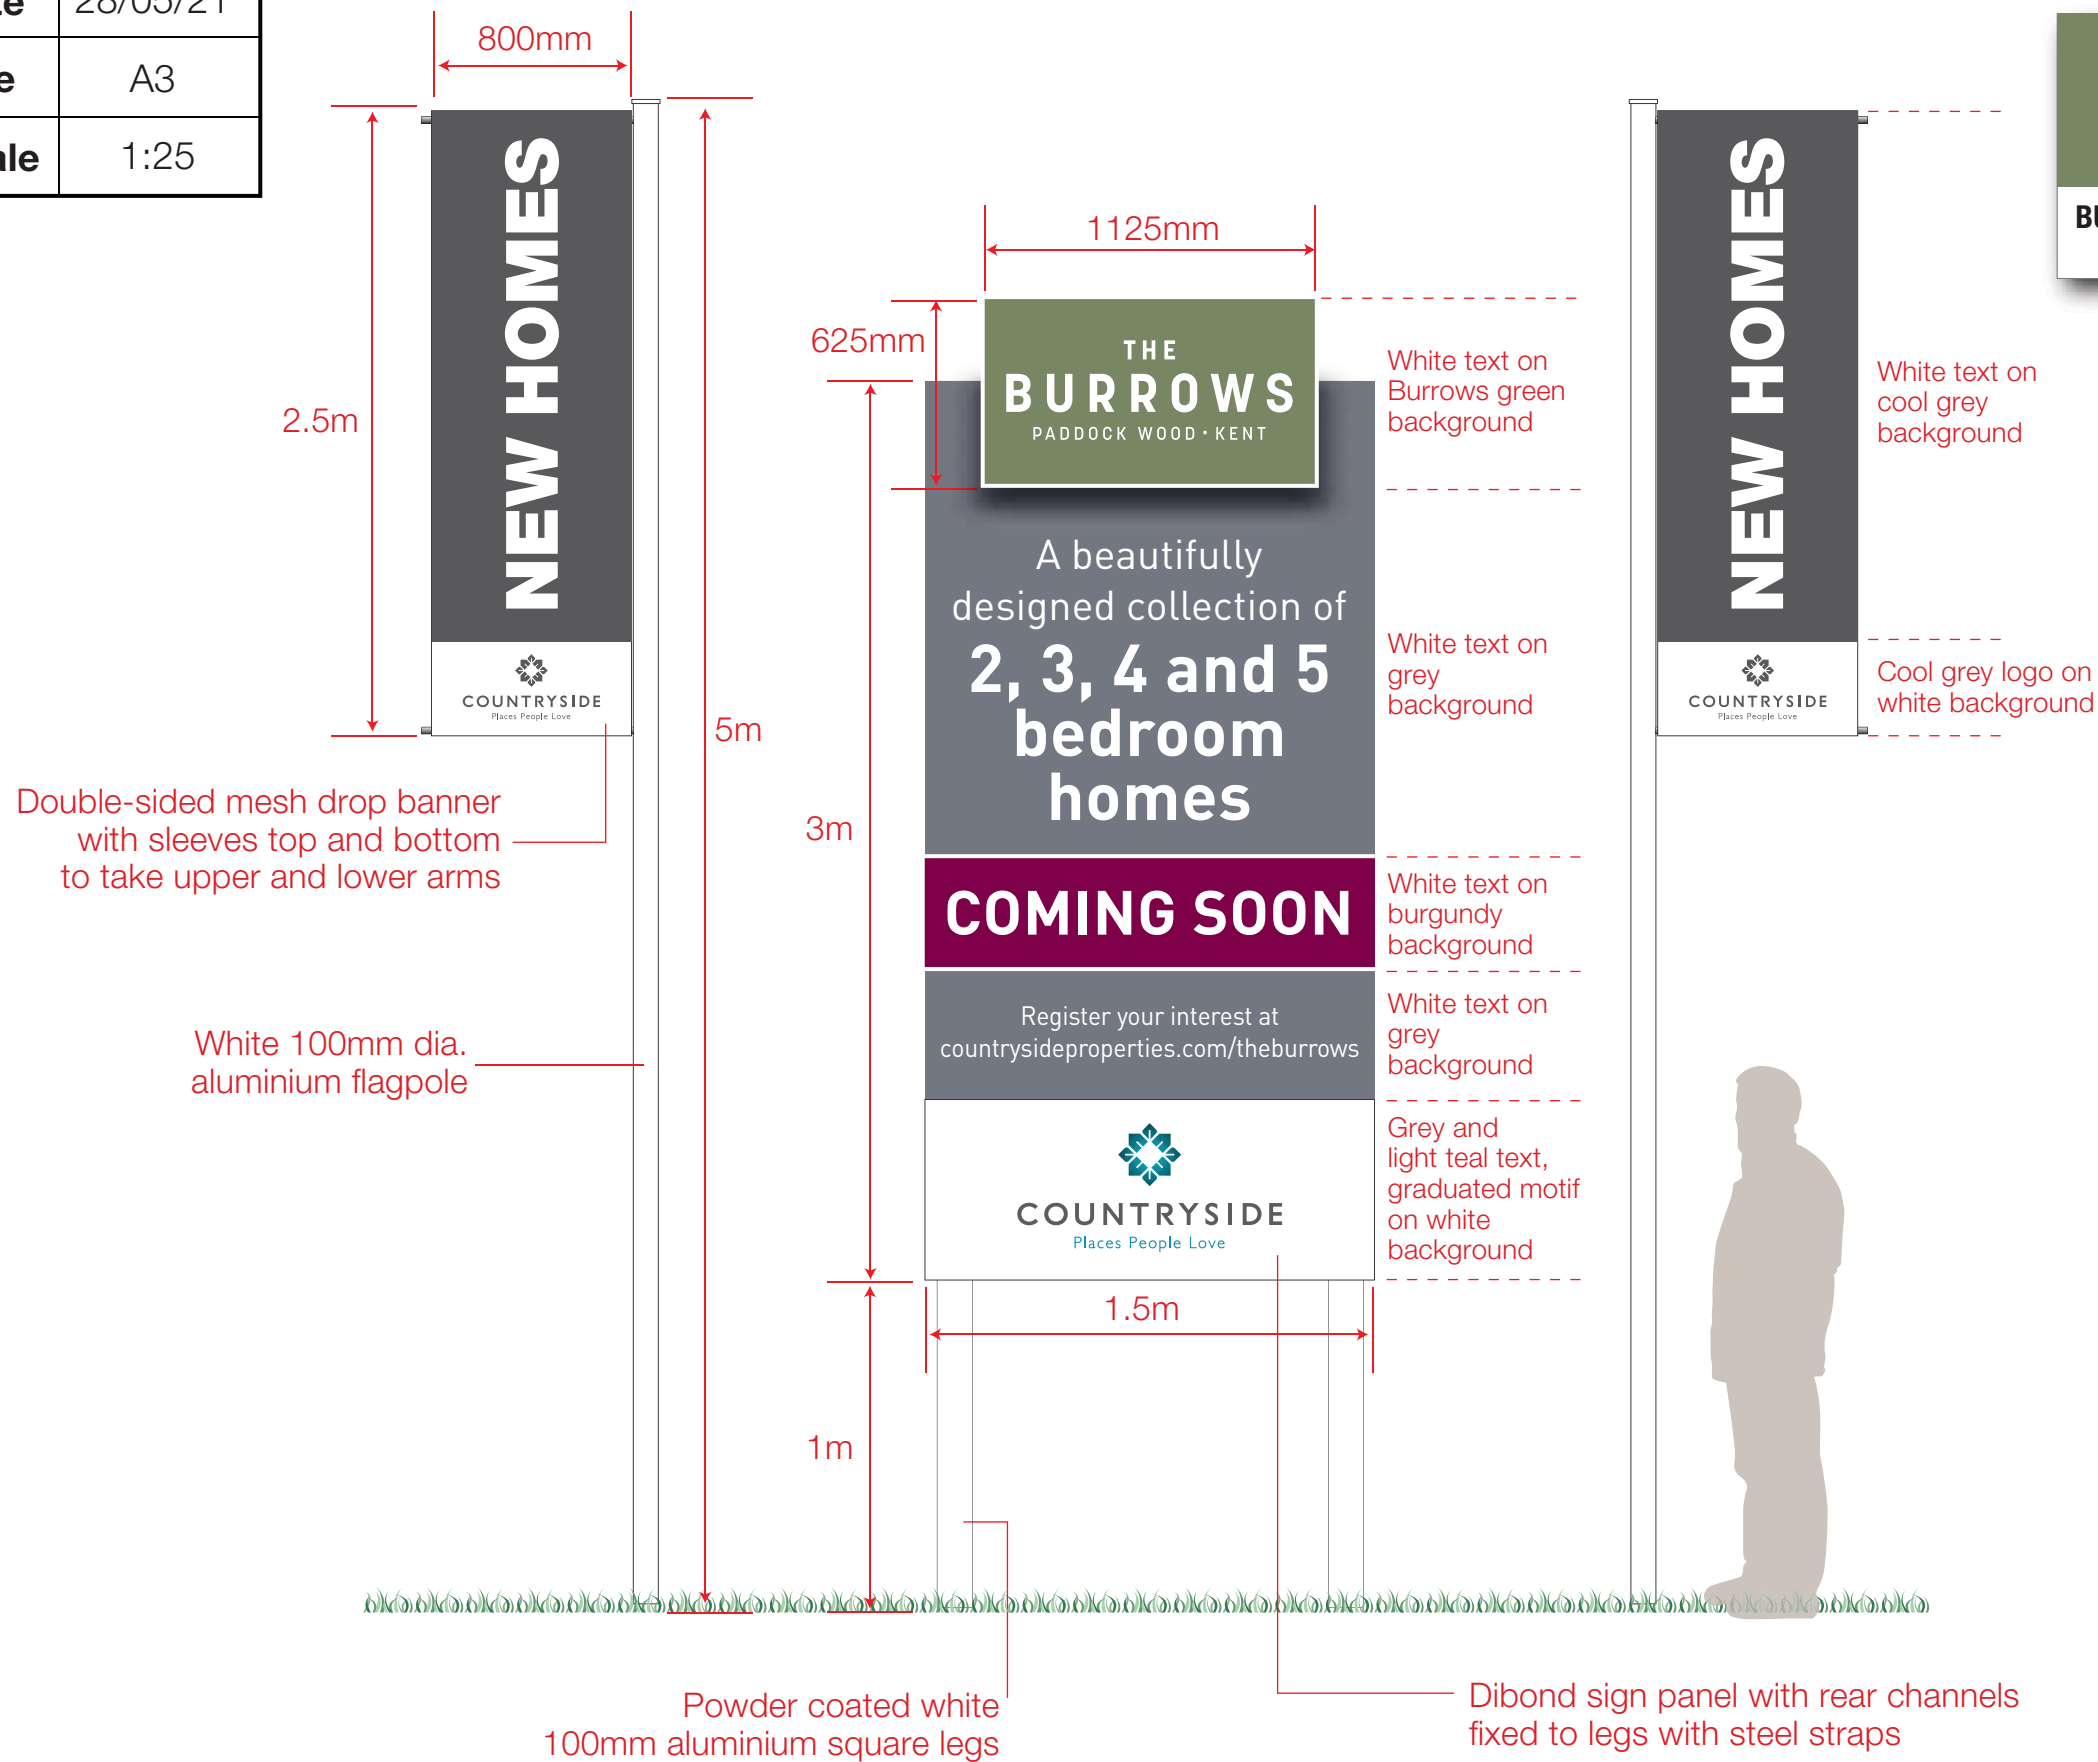 28/05/21
A3
1:25
800mm
2.5m
NEW HOMES
COUNTRYSIDE
Places People Love
5m
Double-sided mesh drop banner
with sleeves top and bottom
to take upper and lower arms
White 100mm dia.
aluminium flagpole
1125mm
625mm
THE
BURROWS
PADDOCK WOOD • KENT
A beautifully
designed collection of
2, 3, 4 and 5
bedroom
homes
COMING SOON
Register your interest at
countrysideproperties.com/theburrows
COUNTRYSIDE
Places People Love
3m
1.5m
1m
White text on
Burrows green
background
White text on
grey
background
White text on
burgundy
background
White text on
grey
background
Grey and
light teal text,
graduated motif
on white
background
NEW HOMES
COUNTRYSIDE
Places People Love
White text on
cool grey
background
Cool grey logo on
white background
Powder coated white
100mm aluminium square legs
Dibond sign panel with rear channels
fixed to legs with steel straps